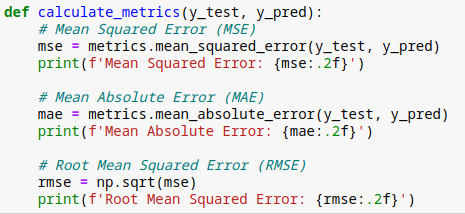 def calculate_metrics(y_test, y_pred):
    # Mean Squared Error (MSE)
    mse = metrics.mean_squared_error(y_test, y_pred)
    print(f'Mean Squared Error: {mse:.2f}')

    # Mean Absolute Error (MAE)
    mae = metrics.mean_absolute_error(y_test, y_pred)
    print(f'Mean Absolute Error: {mae:.2f}')

    # Root Mean Squared Error (RMSE)
    rmse = np.sqrt(mse)
    print(f'Root Mean Squared Error: {rmse:.2f}')